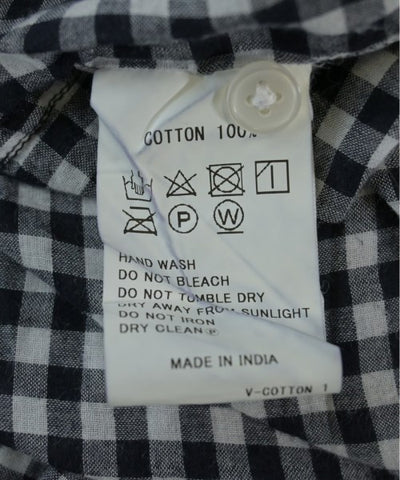 COTTON 100%
P W
HAND WASH
DO NOT BLEACH
DO NOT TUMBLE DRY
DRY AWAY FROM SUNLIGHT
DO NOT IRON
DRY CLEAN Ⓟ
MADE IN INDIA
V-COTTON 1